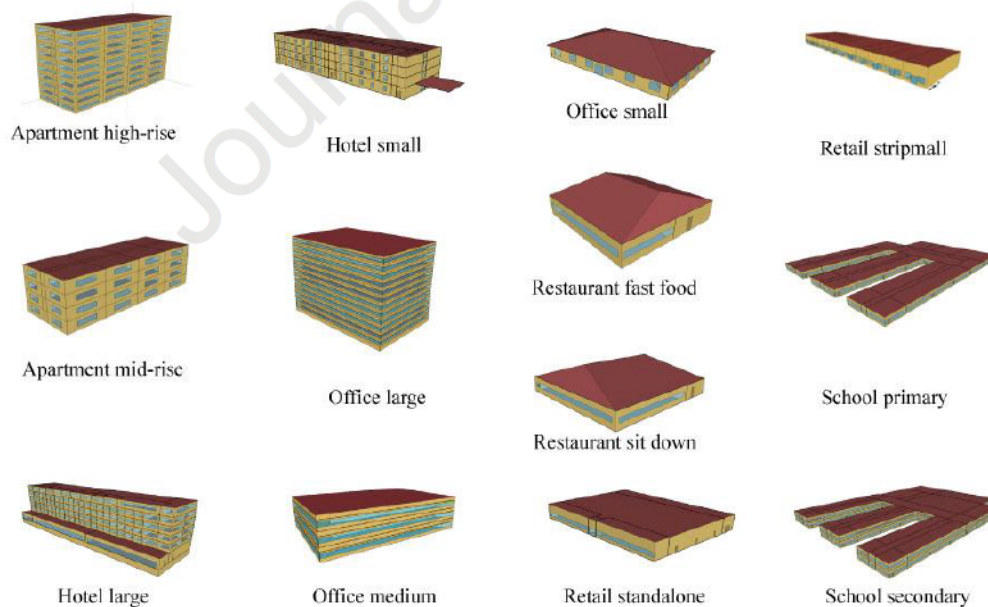 Journa
Apartment high-rise
Hotel small
Office small
Retail stripmall
Restaurant fast food
Apartment mid-rise
Office large
Restaurant sit down
School primary
Hotel large
Office medium
Retail standalone
School secondary